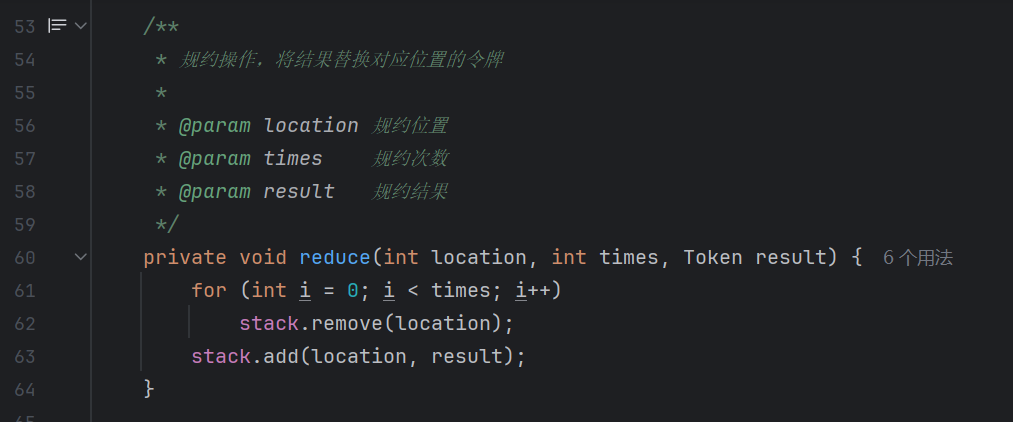 53 /**
54 * 规约操作，将结果替换对应位置的令牌
55 *
56 * @param location 规约位置
57 * @param times    规约次数
58 * @param result   规约结果
59 */
60 private void reduce(int location, int times, Token result) { 6 个用法
61 for (int i = 0; i < times; i++)
62 stack.remove(location);
63 stack.add(location, result);
64 }
65